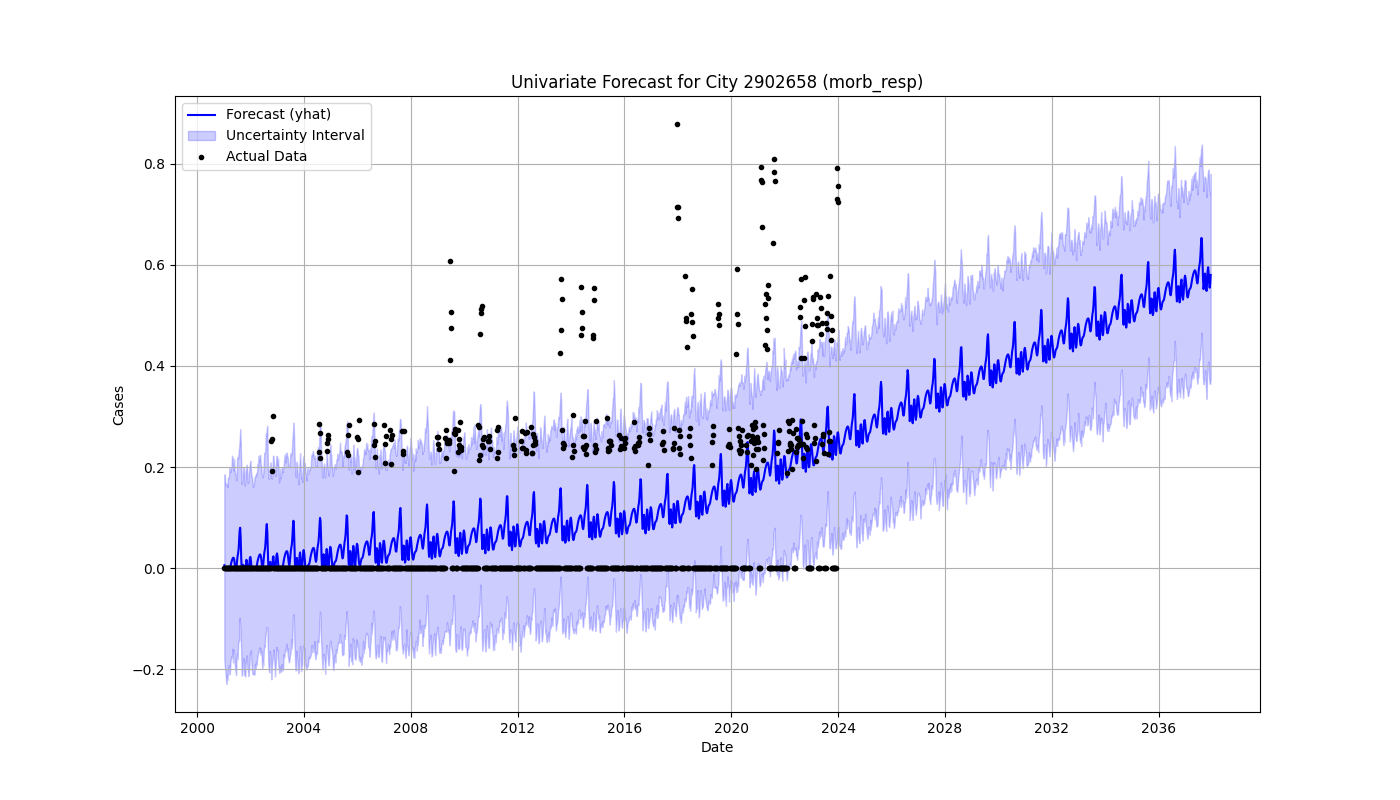 Univariate Forecast for City 2902658 (morb_resp)
Forecast (yhat)
Uncertainty Interval
Actual Data
0.8
0.6
0.4
0.2
0.0
−0.2
Cases
2000 2004 2008 2012 2016 2020 2024 2028 2032 2036
Date